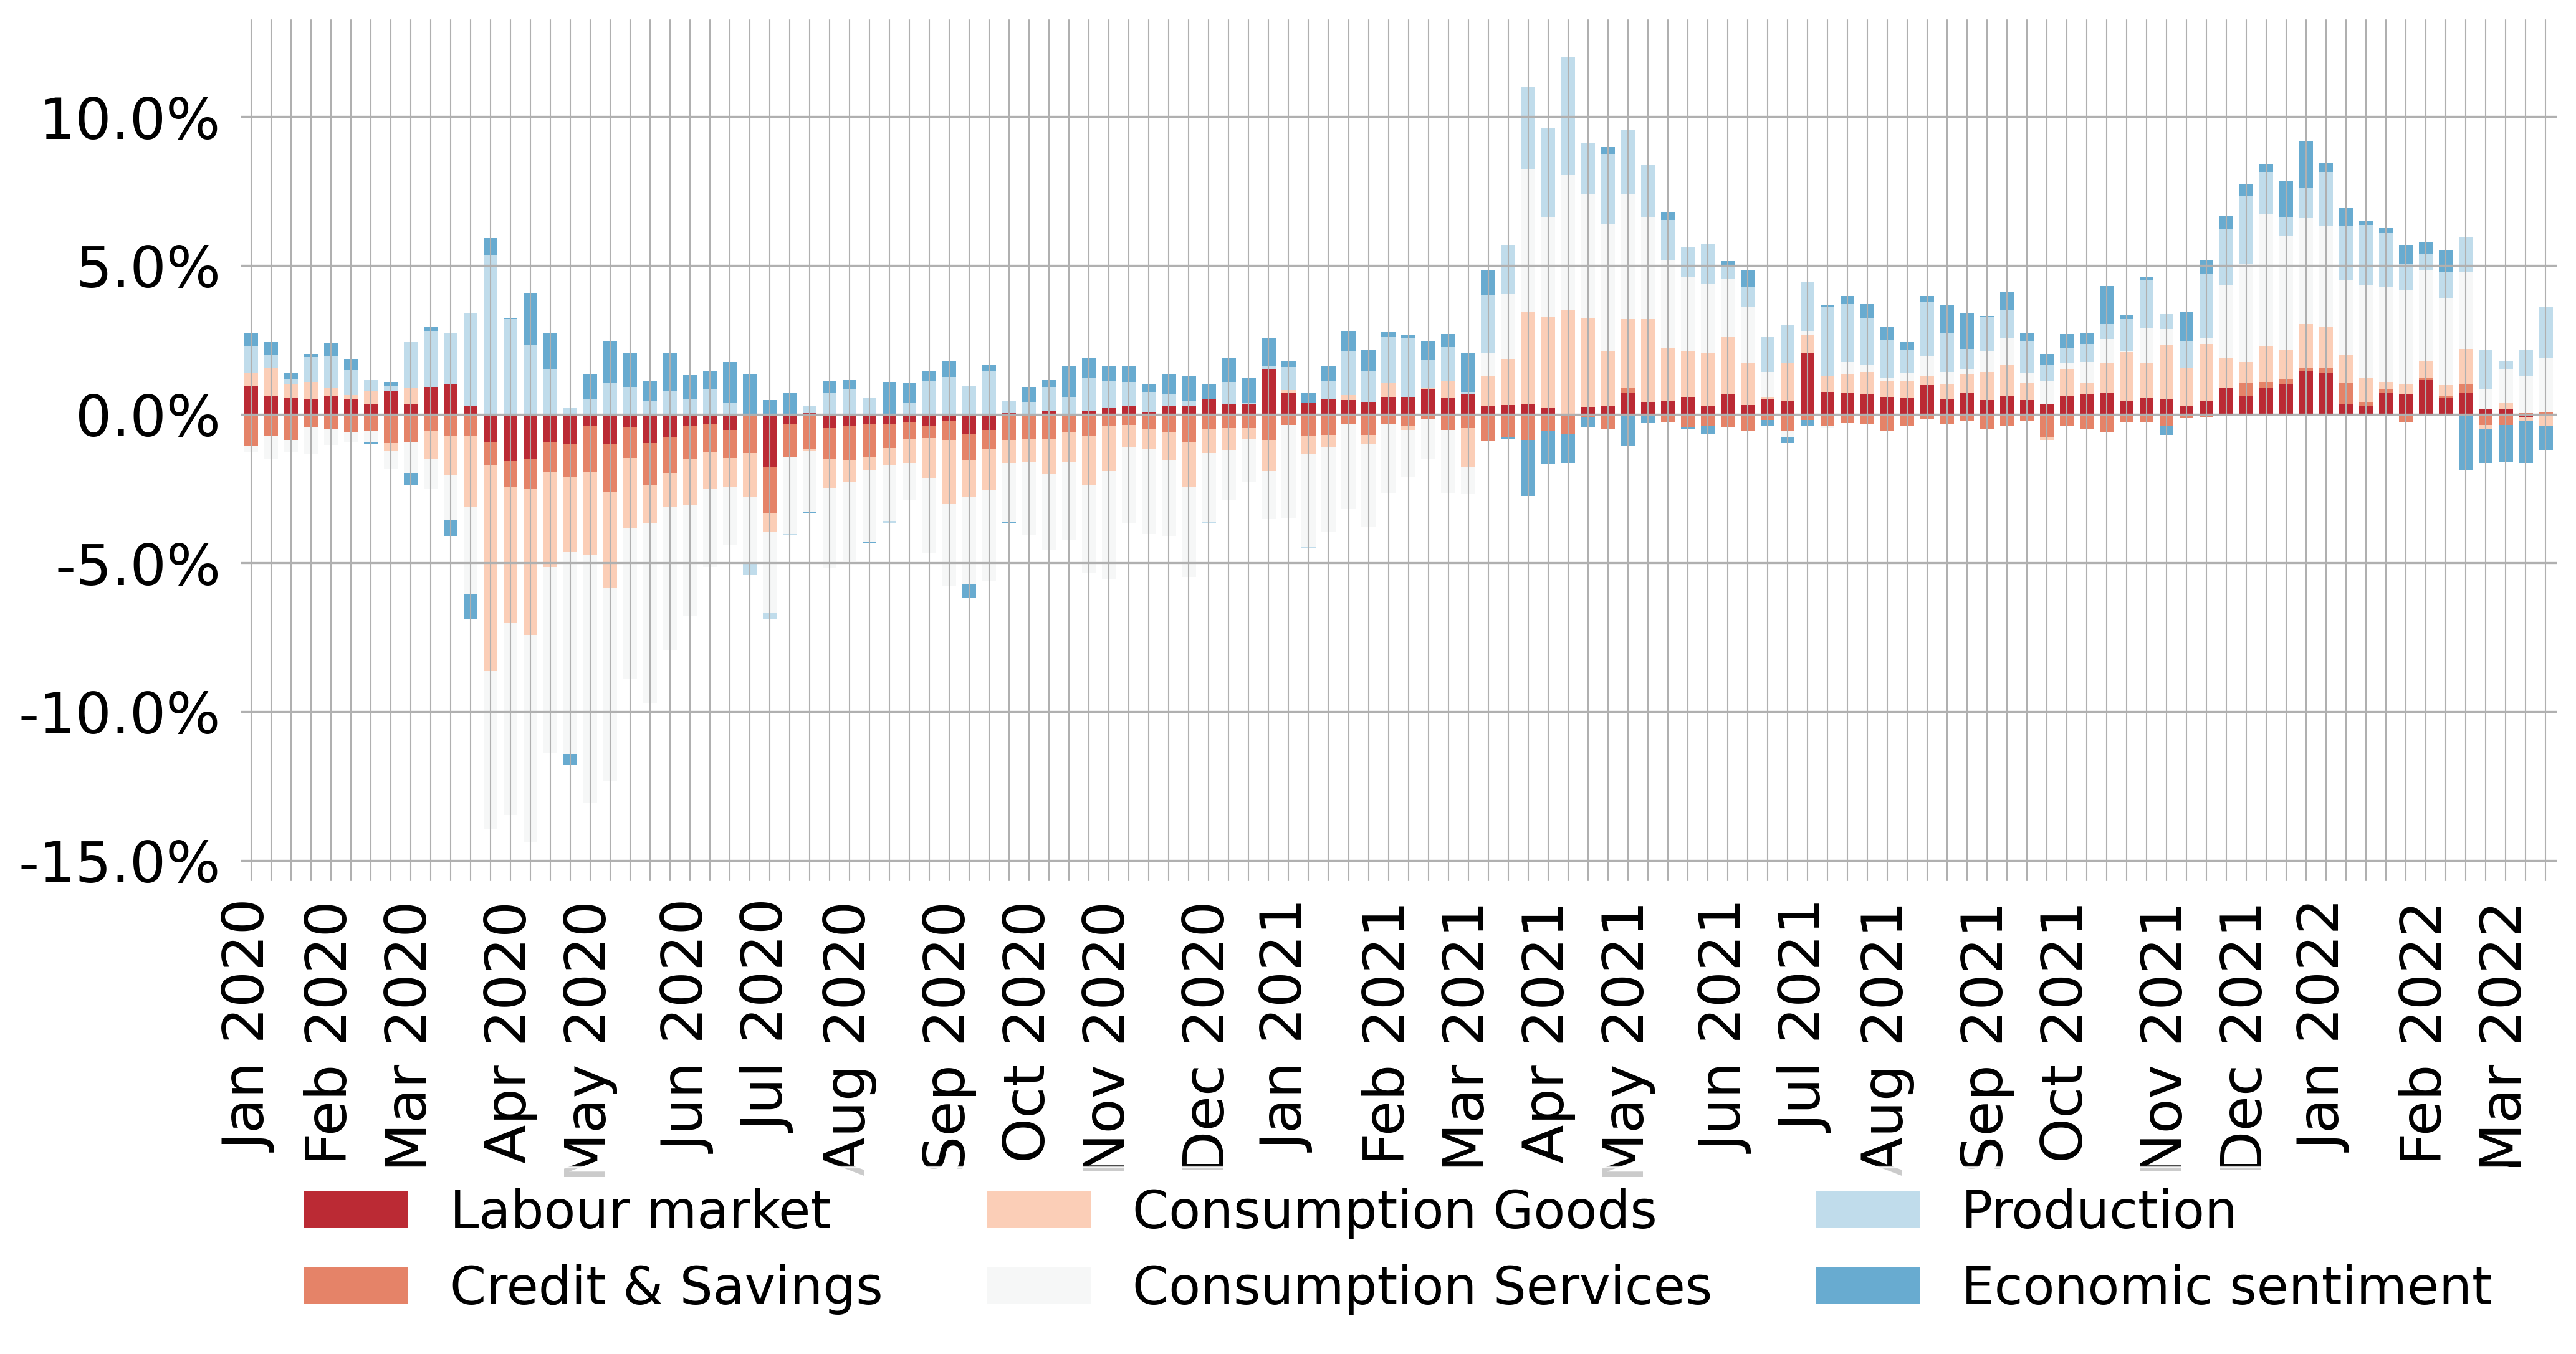 10.0%
5.0%
0.0%
-5.0%
-10.0%
-15.0%
Jan 2020
Feb 2020
Mar 2020
Apr 2020
May 2020
Jun 2020
Jul 2020
Aug 2020
Sep 2020
Oct 2020
Nov 2020
Dec 2020
Jan 2021
Feb 2021
Mar 2021
Apr 2021
May 2021
Jun 2021
Jul 2021
Aug 2021
Sep 2021
Oct 2021
Nov 2021
Dec 2021
Jan 2022
Feb 2022
Mar 2022
Labour market
Consumption Goods
Production
Credit & Savings
Consumption Services
Economic sentiment